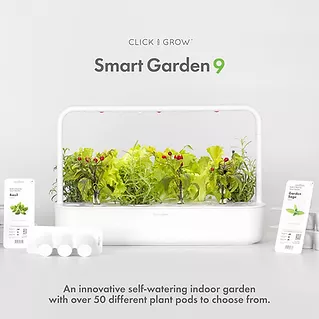 CLICK & GROW
Smart Garden 9
Basil
Garden
Sage
An innovative self-watering indoor garden
with over 50 different plant pods to choose from.